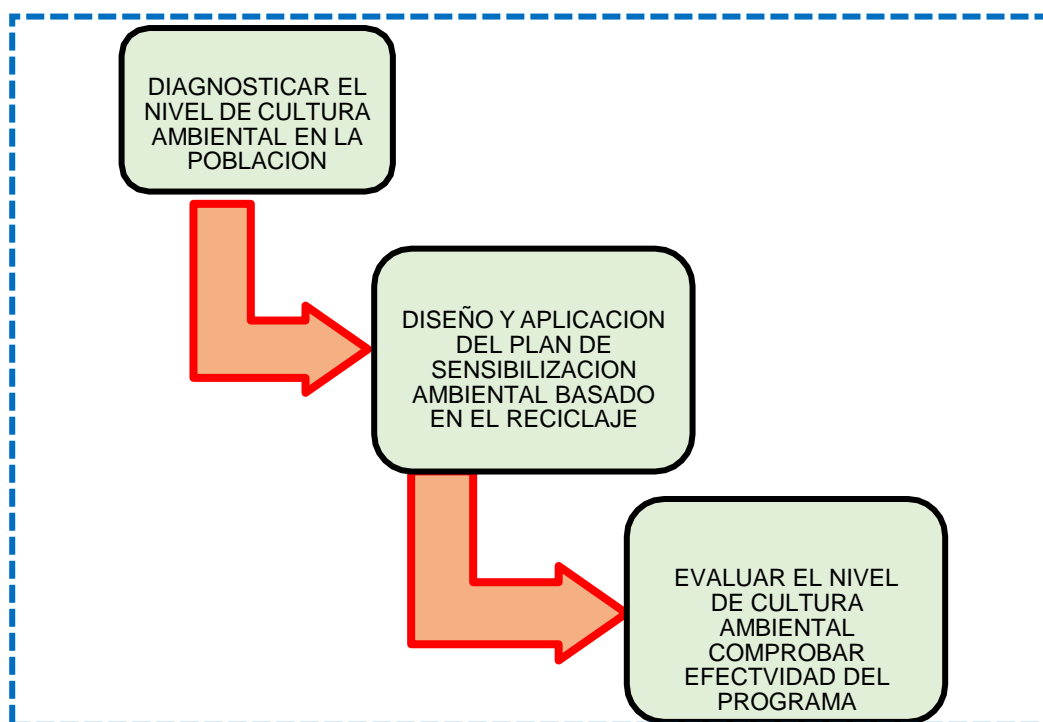 DIAGNOSTICAR EL
NIVEL DE CULTURA
AMBIENTAL EN LA
POBLACION
DISEÑO Y APLICACION
DEL PLAN DE
SENSIBILIZACION
AMBIENTAL BASADO
EN EL RECICLAJE
EVALUAR EL NIVEL
DE CULTURA
AMBIENTAL
COMPROBAR
EFECTVIDAD DEL
PROGRAMA